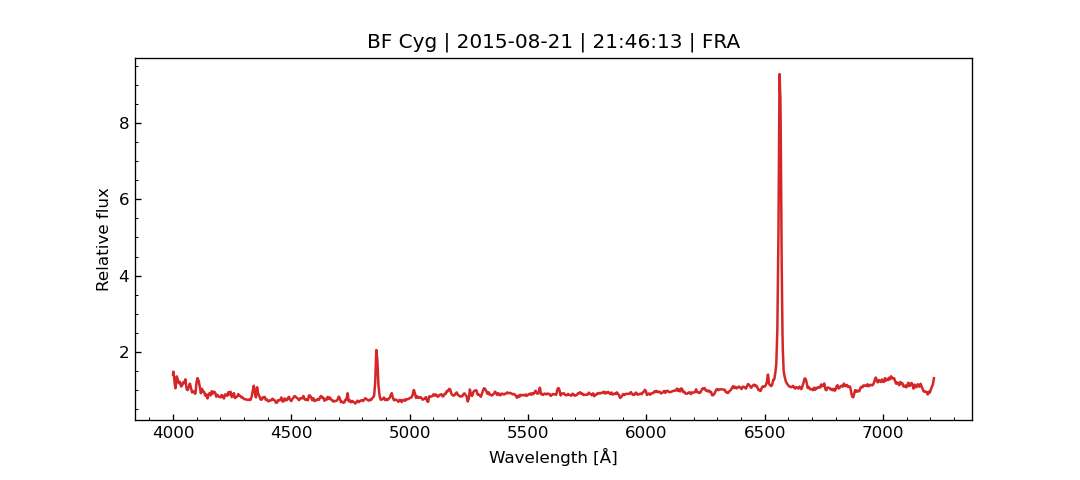 BF Cyg | 2015-08-21 | 21:46:13 | FRA
Relative flux
8
6
4
2
4000 4500 5000 5500 6000 6500 7000
Wavelength [Å]